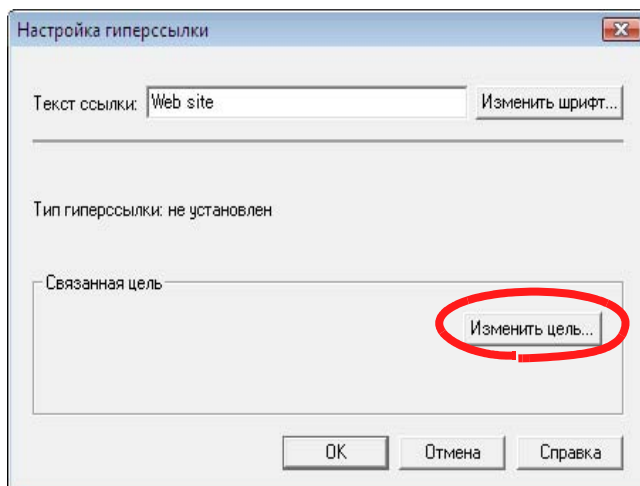 Настройка гиперссылки
Текст ссылки: Web site Изменить шрифт...
Тип гиперссылки: не установлен
Связанная цель
Изменить цель...
OK Отмена Справка